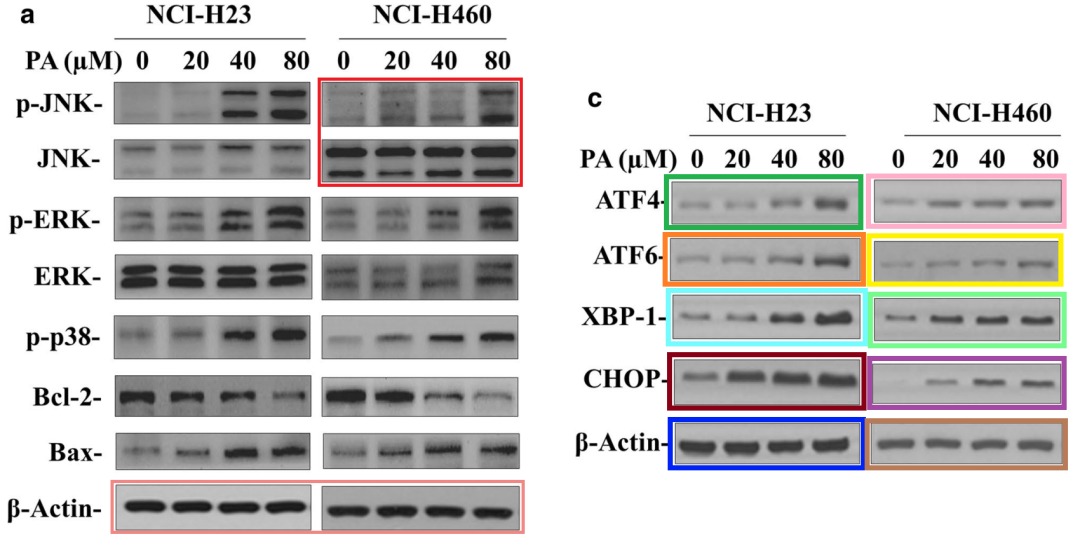 a
NCI-H23 NCI-H460
PA (μM) 0 20 40 80 0 20 40 80
p-JNK-
JNK-
p-ERK-
ERK-
p-p38-
Bcl-2-
Bax-
β-Actin-
c
NCI-H23 NCI-H460
PA (μM) 0 20 40 80 0 20 40 80
ATF4-
ATF6-
XBP-1-
CHOP-
β-Actin-